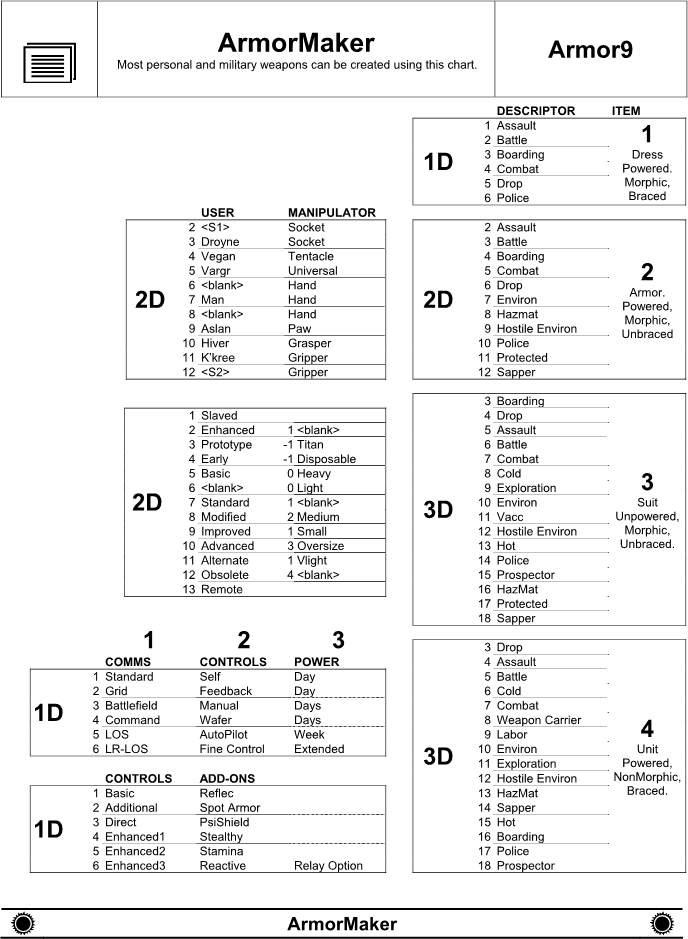 ArmorMaker
Most personal and military weapons can be created using this chart.
Armor9
DESCRIPTOR ITEM
1D
1 Assault
2 Battle
3 Boarding
4 Combat
5 Drop
6 Police
1
Dress
Powered.
Morphic,
Braced
USER MANIPULATOR
2D
2 <S1> Socket
3 Droyne Socket
4 Vegan Tentacle
5 Vargr Universal
6 <blank> Hand
7 Man Hand
8 <blank> Hand
9 Aslan Paw
10 Hiver Grasper
11 K'kree Gripper
12 <S2> Gripper
2D
2 Assault
3 Battle
4 Boarding
5 Combat
6 Drop
7 Environ
8 Hazmat
9 Hostile Environ
10 Police
11 Protected
12 Sapper
2
Armor.
Powered,
Morphic,
Unbraced
2D
1 Slaved
2 Enhanced 1 <blank>
3 Prototype -1 Titan
4 Early -1 Disposable
5 Basic 0 Heavy
6 <blank> 0 Light
7 Standard 1 <blank>
8 Modified 2 Medium
9 Improved 1 Small
10 Advanced 3 Oversize
11 Alternate 1 Vlight
12 Obsolete 4 <blank>
13 Remote
3D
3 Boarding
4 Drop
5 Assault
6 Battle
7 Combat
8 Cold
9 Exploration
10 Environ
11 Vacc
12 Hostile Environ
13 Hot
14 Police
15 Prospector
16 HazMat
17 Protected
18 Sapper
3
Suit
Unpowered,
Morphic,
Unbraced.
1 2 3
COMMS CONTROLS POWER
1D
1 Standard Self Day
2 Grid Feedback Day
3 Battlefield Manual Days
4 Command Wafer Days
5 LOS AutoPilot Week
6 LR-LOS Fine Control Extended
CONTROLS ADD-ONS
1D
1 Basic Reflec
2 Additional Spot Armor
3 Direct PsiShield
4 Enhanced1 Stealthy
5 Enhanced2 Stamina
6 Enhanced3 Reactive Relay Option
3D
3 Drop
4 Assault
5 Battle
6 Cold
7 Combat
8 Weapon Carrier
9 Labor
10 Environ
11 Exploration
12 Hostile Environ
13 HazMat
14 Sapper
15 Hot
16 Boarding
17 Police
18 Prospector
4
Unit
Powered,
NonMorphic,
Braced.
ArmorMaker